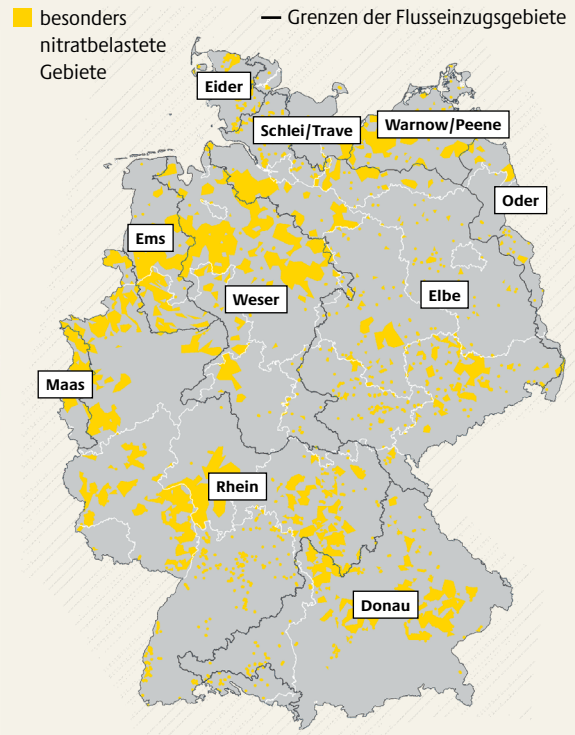 besonders
nitratbelastete
Gebiete
Grenzen der Flusseinzugsgebiete
Eider
Schlei/Trave
Warnow/Peene
Oder
Ems
Elbe
Weser
Maas
Rhein
Donau